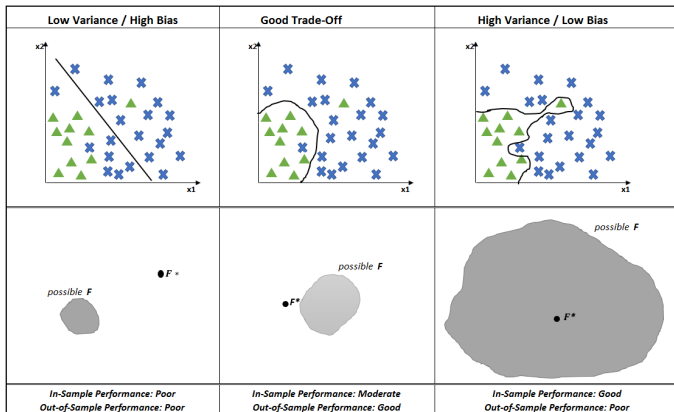 Low Variance / High Bias
Good Trade-Off
High Variance / Low Bias
x2
x1
x2
x1
x2
x1
possible F
F *
possible F
F*
possible F
F*
In-Sample Performance: Poor
Out-of-Sample Performance: Poor
In-Sample Performance: Moderate
Out-of-Sample Performance: Good
In-Sample Performance: Good
Out-of-Sample Performance: Poor